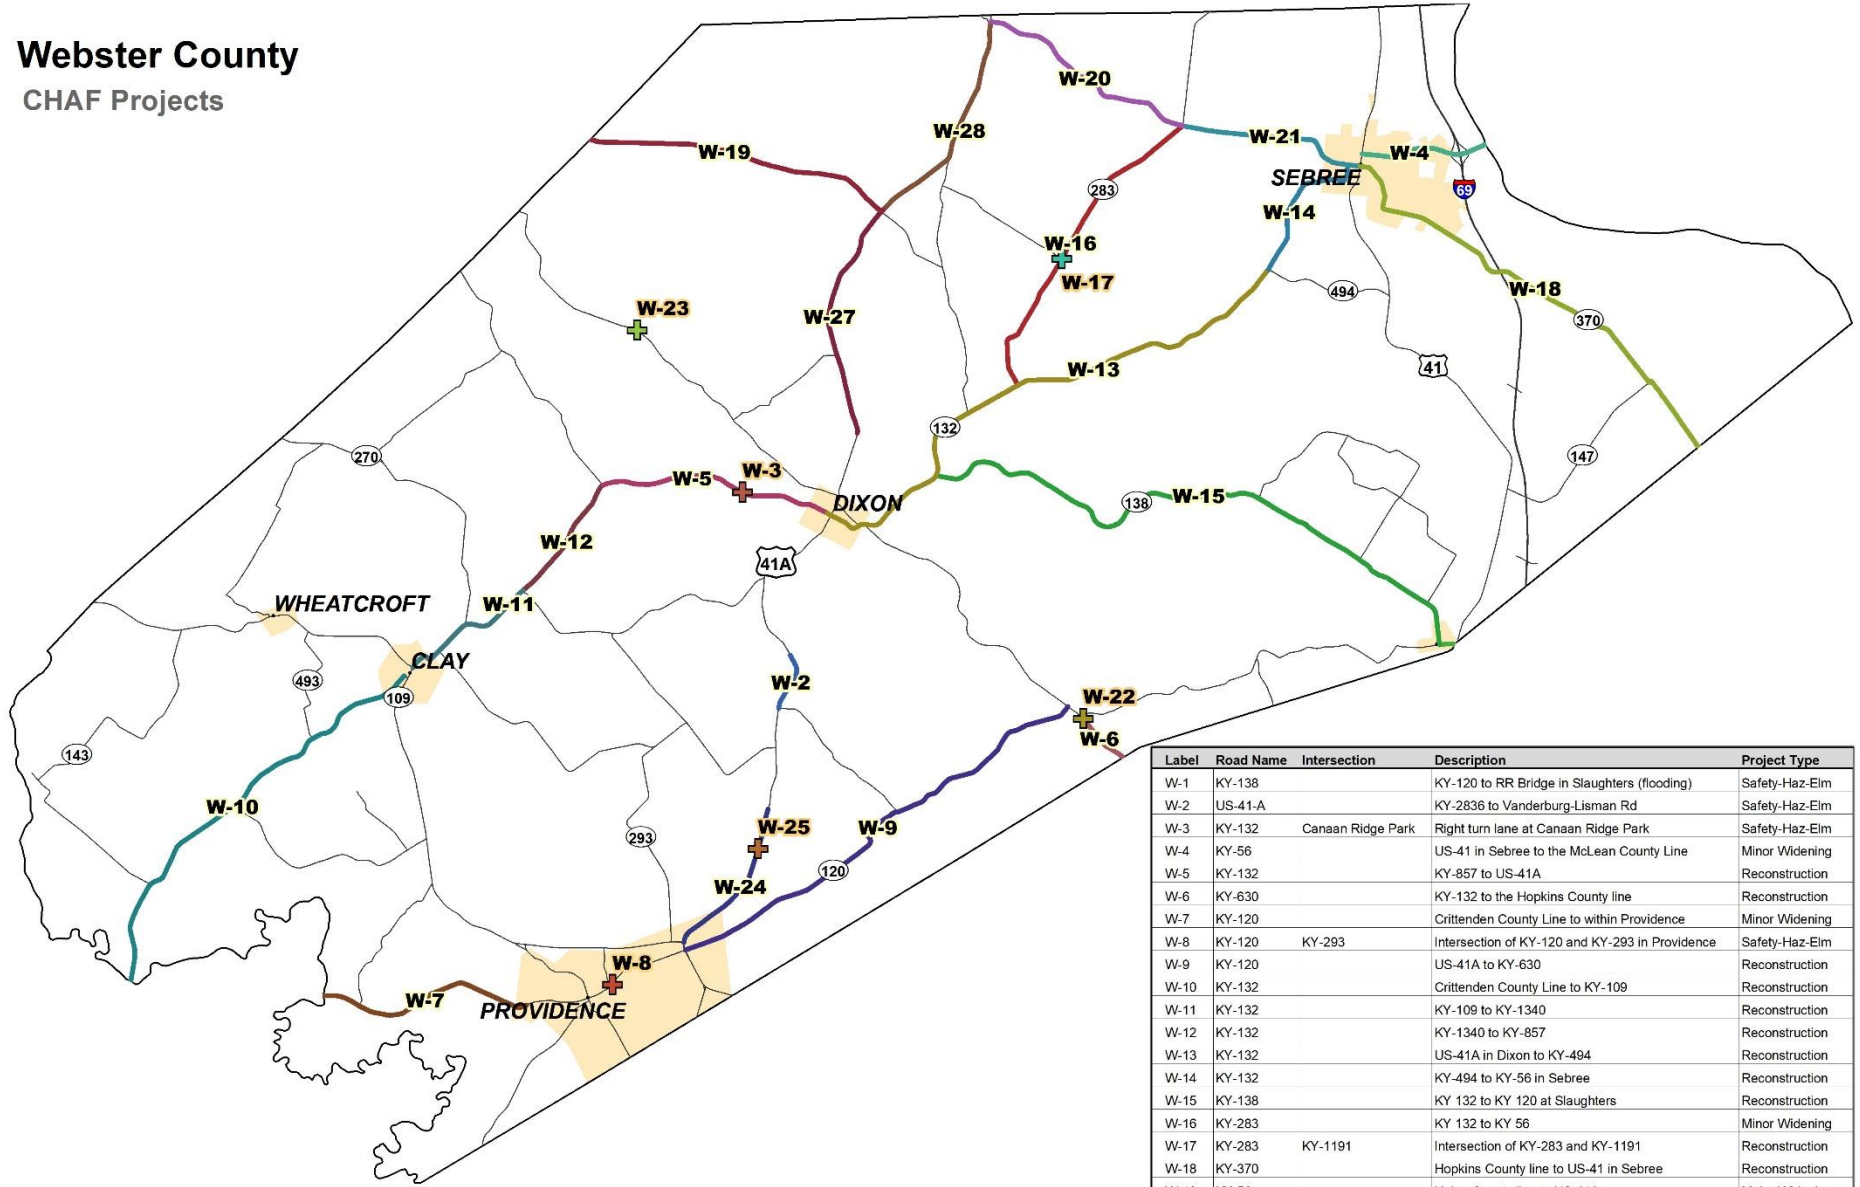 Webster County
CHAF Projects
W-20
W-28
W-21
W-19
W-4
SEBREE
283
69
W-14
W-16
W-17
W-18
494
W-23
W-27
370
W-13
41
132
270
147
W-5
W-3
DIXON
138
W-15
W-12
41A
WHEATCROFT
W-11
CLAY
493
109
W-2
W-22
W-6
143
W-10
W-25
W-9
293
120
W-24
W-8
W-7
PROVIDENCE
Label Road Name Intersection Description Project Type
W-1 KY-138 KY-120 to RR Bridge in Slaughters (flooding) Safety-Haz-Elm
W-2 US-41-A KY-2836 to Vanderburg-Lisman Rd Safety-Haz-Elm
W-3 KY-132 Canaan Ridge Park Right turn lane at Canaan Ridge Park Safety-Haz-Elm
W-4 KY-56 US-41 in Sebree to the McLean County Line Minor Widening
W-5 KY-132 KY-857 to US-41A Reconstruction
W-6 KY-630 KY-132 to the Hopkins County line Reconstruction
W-7 KY-120 Crittenden County Line to within Providence Minor Widening
W-8 KY-120 KY-293 Intersection of KY-120 and KY-293 in Providence Safety-Haz-Elm
W-9 KY-120 US-41A to KY-630 Reconstruction
W-10 KY-132 Crittenden County Line to KY-109 Reconstruction
W-11 KY-132 KY-109 to KY-1340 Reconstruction
W-12 KY-132 KY-1340 to KY-857 Reconstruction
W-13 KY-132 US-41A in Dixon to KY-494 Reconstruction
W-14 KY-132 KY-494 to KY-56 in Sebree Reconstruction
W-15 KY-138 KY 132 to KY 120 at Slaughters Reconstruction
W-16 KY-283 KY 132 to KY 56 Minor Widening
W-17 KY-283 KY-1191 Intersection of KY-283 and KY-1191 Reconstruction
W-18 KY-370 Hopkins County line to US-41 in Sebree Reconstruction